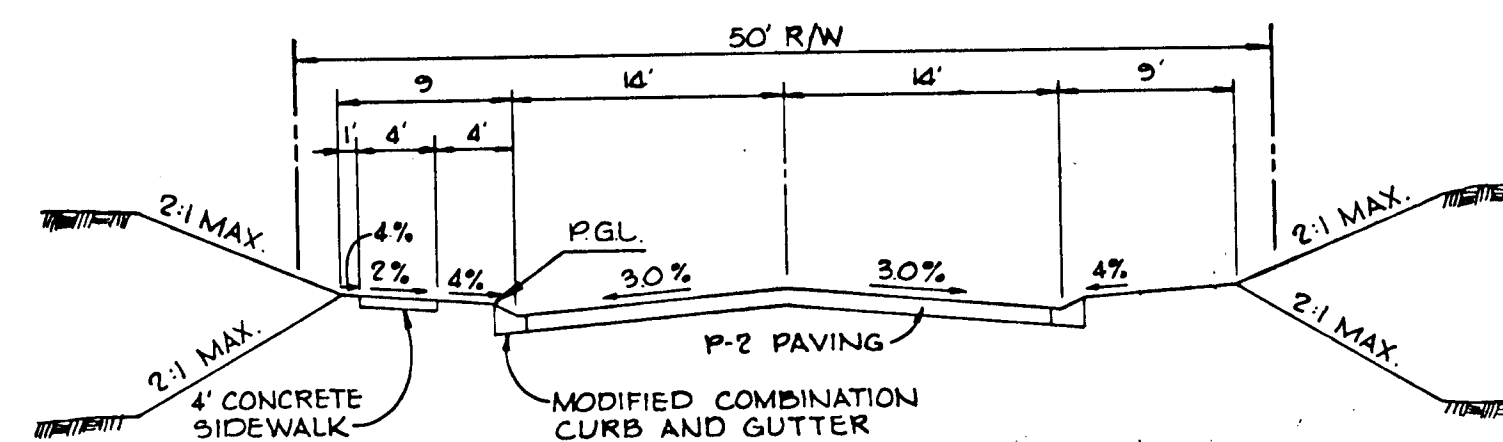 50' R/W
9
14'
14'
9'
1'
4'
4'
2:1 MAX.
4%
2%
4%
P.G.L.
3.0%
3.0%
4%
2:1 MAX.
2:1 MAX.
2:1 MAX.
P-2 PAVING
4' CONCRETE
SIDEWALK
MODIFIED COMBINATION
CURB AND GUTTER